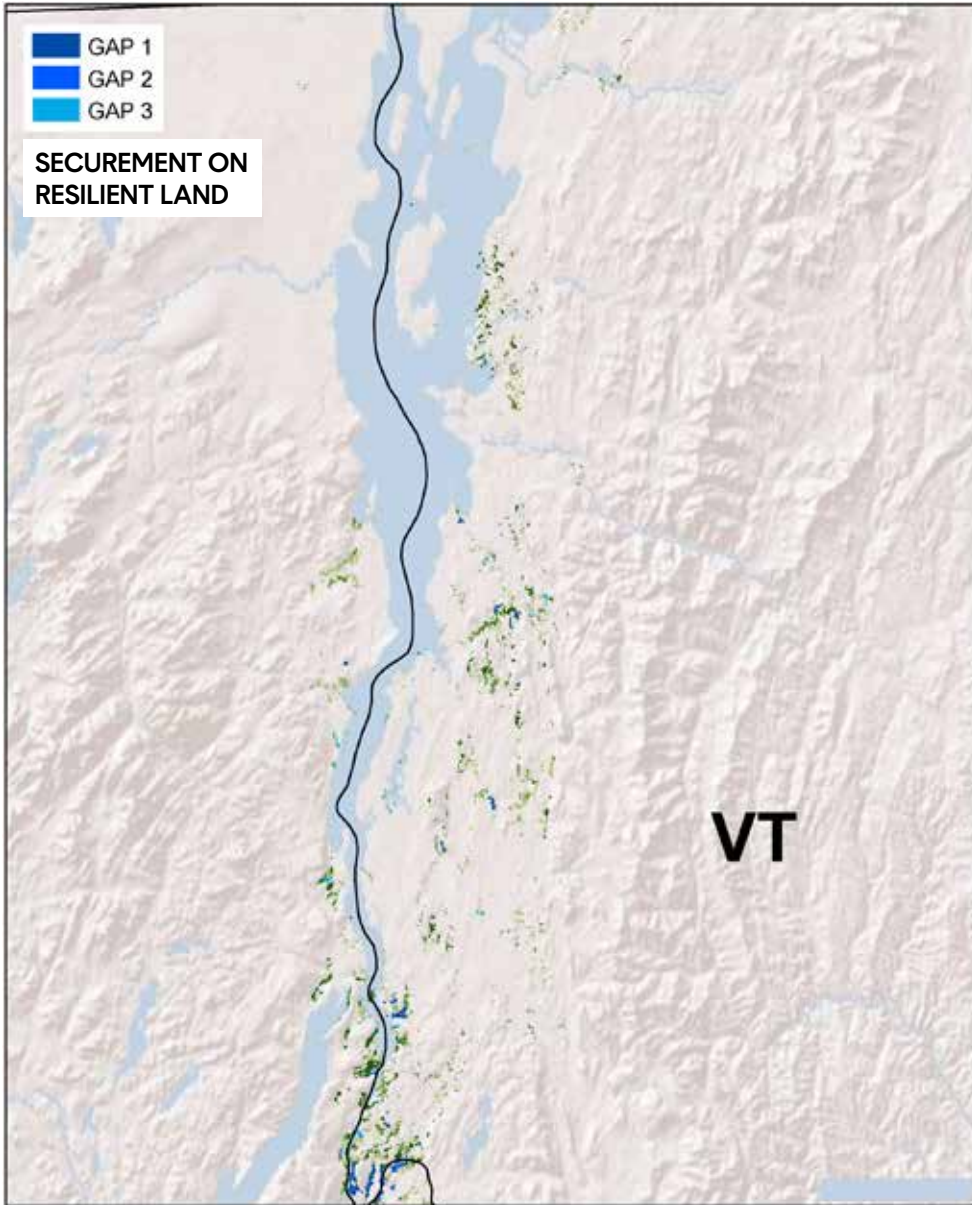 GAP 1
GAP 2
GAP 3
SECUREMENT ON
RESILIENT LAND
VT